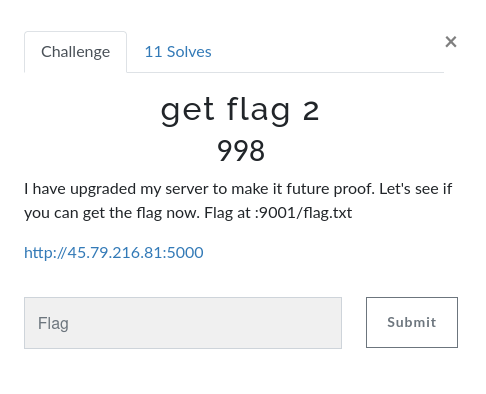 Challenge
11 Solves
×
get flag 2
998
I have upgraded my server to make it future proof. Let's see if
you can get the flag now. Flag at :9001/flag.txt
http://45.79.216.81:5000
Flag
Submit